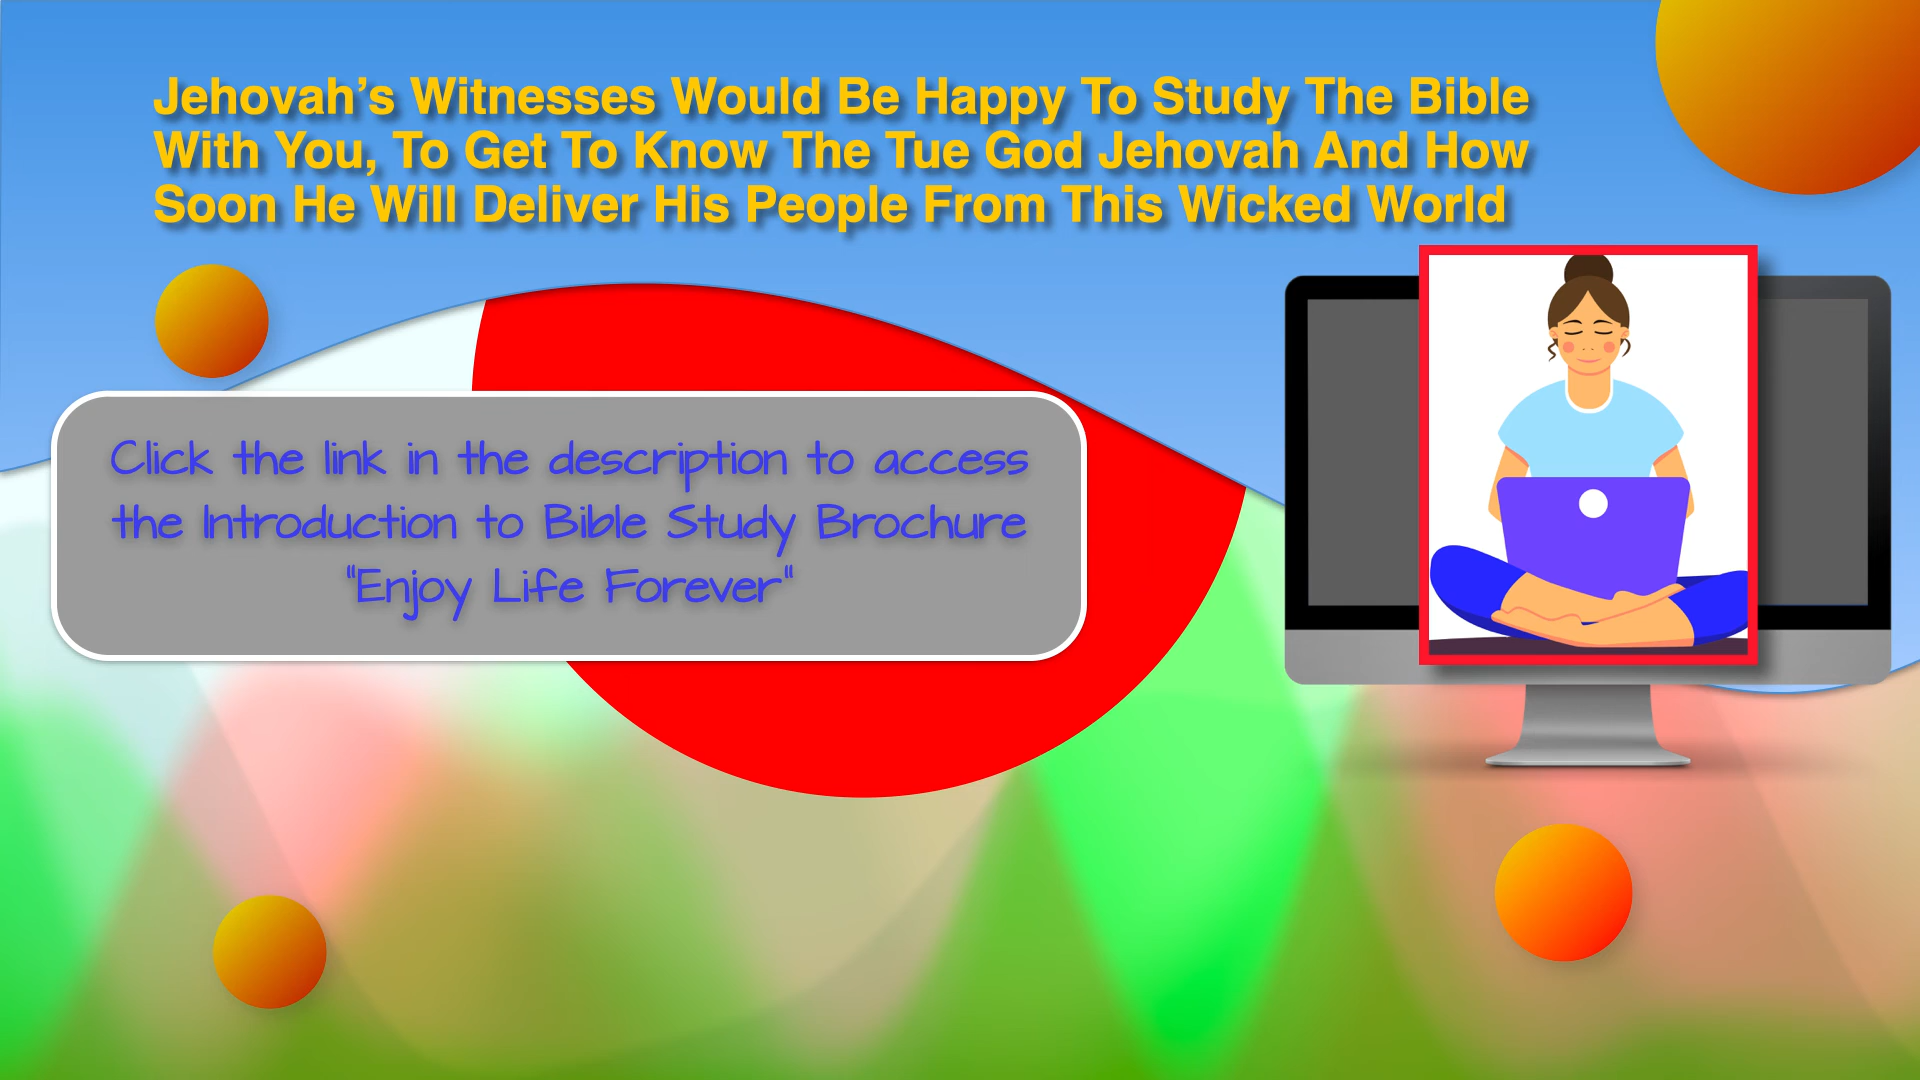 Jehovah’s Witnesses Would Be Happy To Study The Bible
With You, To Get To Know The Tue God Jehovah And How
Soon He Will Deliver His People From This Wicked World
Click the link in the description to access
the Introduction to Bible Study Brochure
"Enjoy Life Forever"